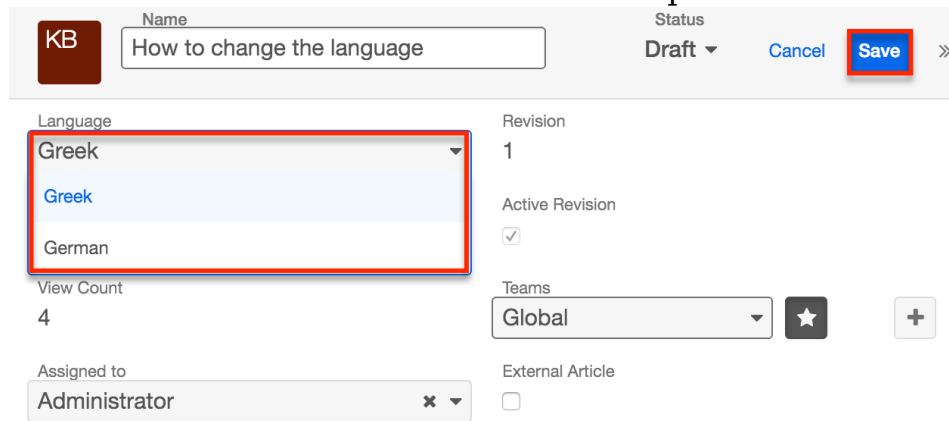 Name
Status
KB
How to change the language
Draft
Cancel
Save
Language
Revision
Greek
1
Greek
Active Revision
German
View Count
Teams
4
Global
Assigned to
External Article
Administrator